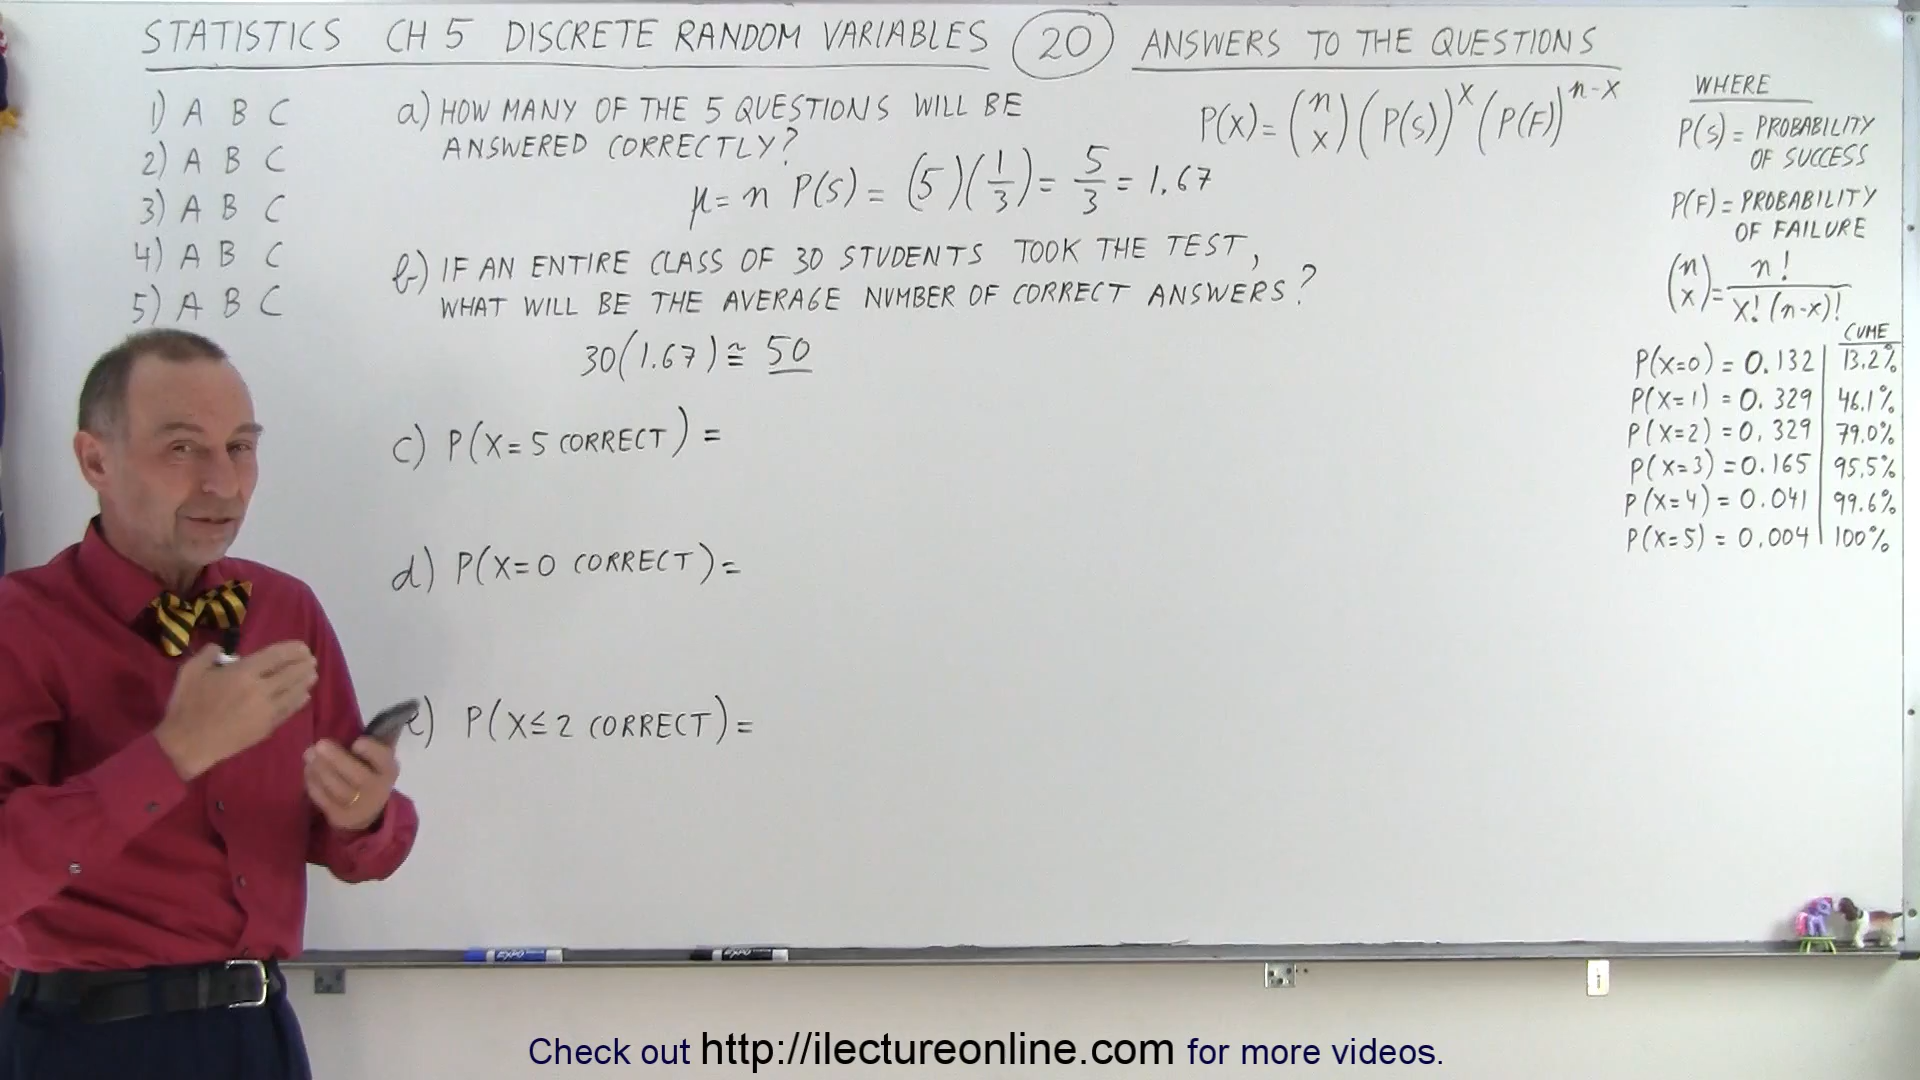 STATISTICS CH 5 DISCRETE RANDOM VARIABLES 20 ANSWERS TO THE QUESTIONS
1) A B C
2) A B C
3) A B C
4) A B C
5) A B C
a) HOW MANY OF THE 5 QUESTIONS WILL BE
ANSWERED CORRECTLY?
μ = n P(S) = (5)(1/3) = 5/3 = 1.67
b) IF AN ENTIRE CLASS OF 30 STUDENTS TOOK THE TEST,
WHAT WILL BE THE AVERAGE NUMBER OF CORRECT ANSWERS?
30(1.67) ≅ 50
c) P(X=5 CORRECT) =
d) P(X=0 CORRECT) =
e) P(X≤2 CORRECT) =
P(X) = (n x)(P(S))^x (P(F))^n-x
WHERE
P(S) = PROBABILITY
OF SUCCESS
P(F) = PROBABILITY
OF FAILURE
(n x) = n! / x! (n-x)!
CUME
P(X=0) = 0.132 | 13.2%
P(X=1) = 0.329 | 46.1%
P(X=2) = 0.329 | 79.0%
P(X=3) = 0.165 | 95.5%
P(X=4) = 0.041 | 99.6%
P(X=5) = 0.004 | 100%
EXPO
Check out http://ilectureonline.com for more videos.